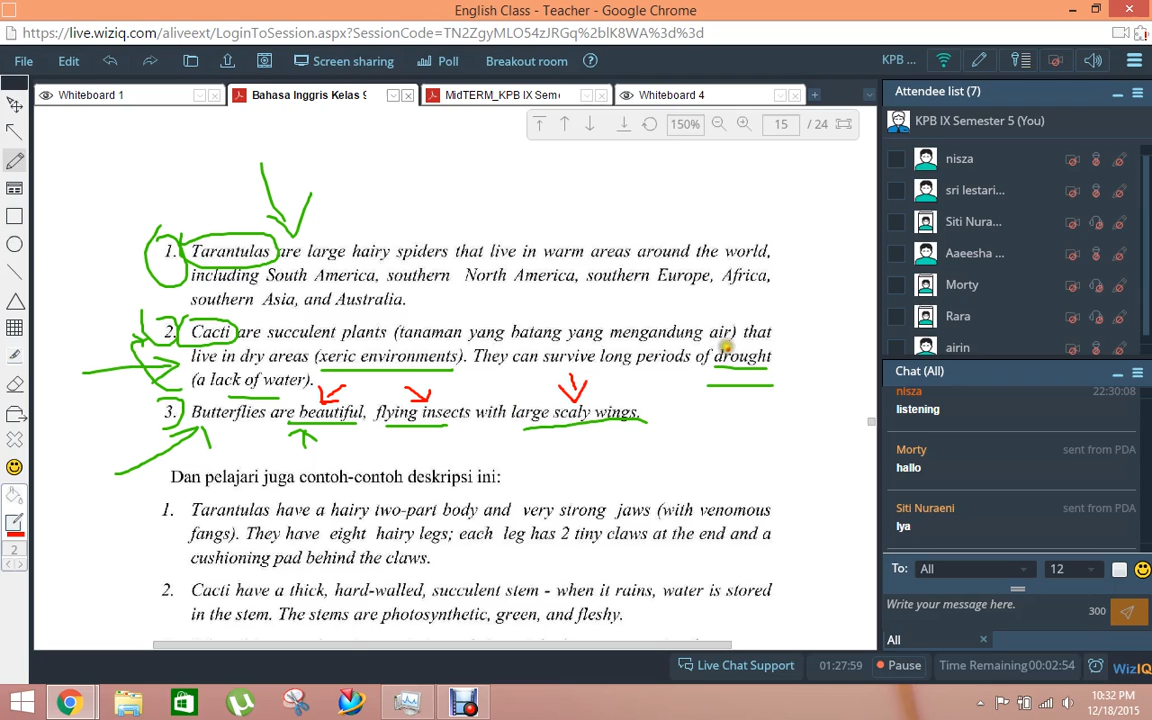 English Class - Teacher - Google Chrome
https://live.wiziq.com/aliveext/LoginToSession.aspx?SessionCode=TN2ZgyMLO54zJRGq%2blK8WA%3d%3d
File Edit Screen sharing Poll Breakout room ? KPB ...
Whiteboard 1 Bahasa Inggris Kelas 9 MidTERM_KPB IX Sem Whiteboard 4
150% 15 / 24
Attendee list (7)
KPB IX Semester 5 (You)
nisza
sri lestari...
Siti Nura...
Aaeesha ...
Morty
Rara
airin
1. Tarantulas are large hairy spiders that live in warm areas around the world,
including South America, southern North America, southern Europe, Africa,
southern Asia, and Australia.
2. Cacti are succulent plants (tanaman yang batang yang mengandung air) that
live in dry areas (xeric environments). They can survive long periods of drought
(a lack of water).
3. Butterflies are beautiful, flying insects with large scaly wings.
Dan pelajari juga contoh-contoh deskripsi ini:
1. Tarantulas have a hairy two-part body and very strong jaws (with venomous
fangs). They have eight hairy legs; each leg has 2 tiny claws at the end and a
cushioning pad behind the claws.
2. Cacti have a thick, hard-walled, succulent stem - when it rains, water is stored
in the stem. The stems are photosynthetic, green, and fleshy.
2
Chat (All)
nisza 22:30:08
listening
Morty sent from PDA
hallo
Siti Nuraeni sent from PDA
Iya
To: All 12
Write your message here. 300
All
Live Chat Support 01:27:59 Pause Time Remaining 00:02:54 WizIQ
10:32 PM
12/18/2015